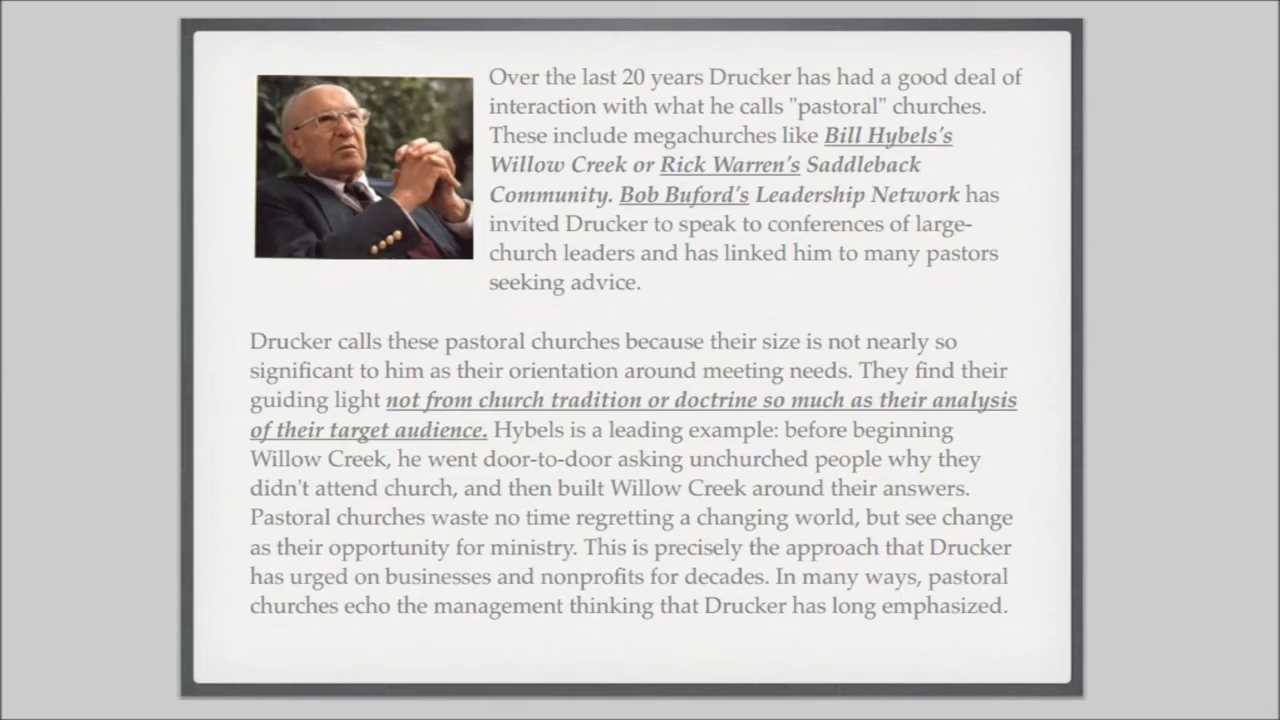 Over the last 20 years Drucker has had a good deal of
interaction with what he calls "pastoral" churches.
These include megachurches like Bill Hybels's
Willow Creek or Rick Warren's Saddleback
Community. Bob Buford's Leadership Network has
invited Drucker to speak to conferences of large-
church leaders and has linked him to many pastors
seeking advice.
Drucker calls these pastoral churches because their size is not nearly so
significant to him as their orientation around meeting needs. They find their
guiding light not from church tradition or doctrine so much as their analysis
of their target audience. Hybels is a leading example: before beginning
Willow Creek, he went door-to-door asking unchurched people why they
didn't attend church, and then built Willow Creek around their answers.
Pastoral churches waste no time regretting a changing world, but see change
as their opportunity for ministry. This is precisely the approach that Drucker
has urged on businesses and nonprofits for decades. In many ways, pastoral
churches echo the management thinking that Drucker has long emphasized.